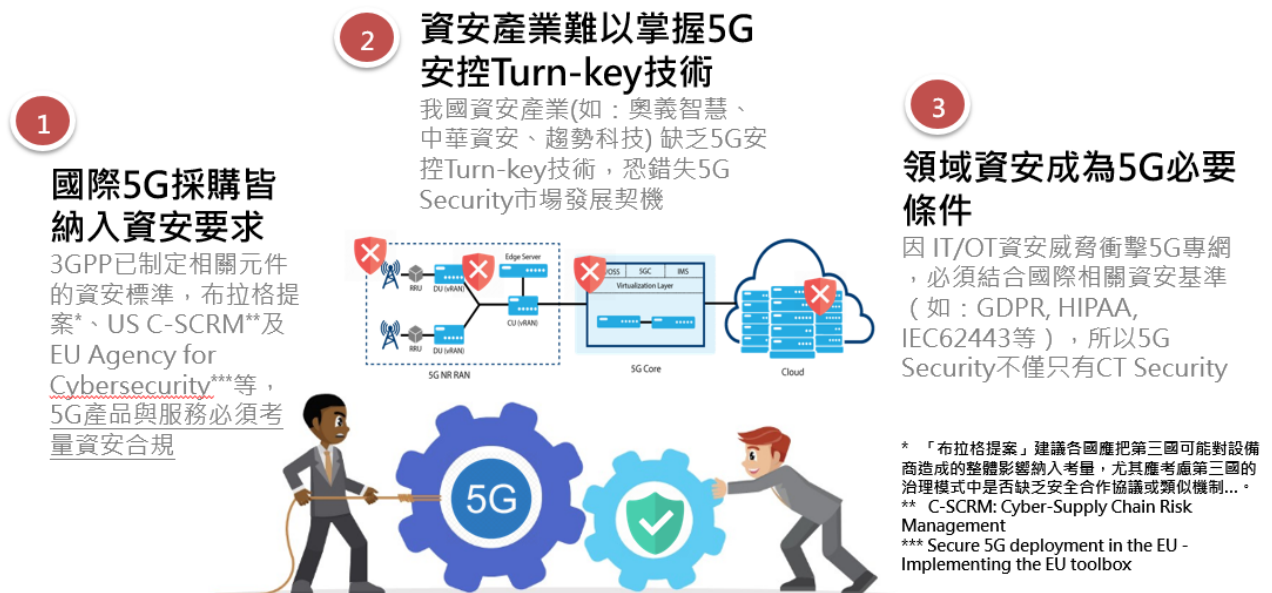 1
國際5G採購皆
納入資安要求
3GPP已制定相關元件
的資安標準，布拉格提
案*、US C-SCRM**及
EU Agency for
Cybersecurity***等，
5G產品與服務必須考
量資安合規
2
資安產業難以掌握5G
安控Turn-key技術
我國資安產業(如：奧義智慧、
中華資安、趨勢科技) 缺乏5G安
控Turn-key技術，恐錯失5G
Security市場發展契機
Edge Server
RRU
DU (vRAN)
CU (vRAN)
RRU
DU (vRAN)
5G NR RAN
/OSS
5GC
IMS
Virtualization Layer
5G Core
Cloud
5G
3
領域資安成為5G必要
條件
因 IT/OT資安威脅衝擊5G專網
，必須結合國際相關資安基準
（如：GDPR, HIPAA,
IEC62443等），所以5G
Security不僅只有CT Security
* 「布拉格提案」建議各國應把第三國可能對設備
商造成的整體影響納入考量，尤其應考慮第三國的
治理模式中是否缺乏安全合作協議或類似機制...。
** C-SCRM: Cyber-Supply Chain Risk
Management
*** Secure 5G deployment in the EU -
Implementing the EU toolbox